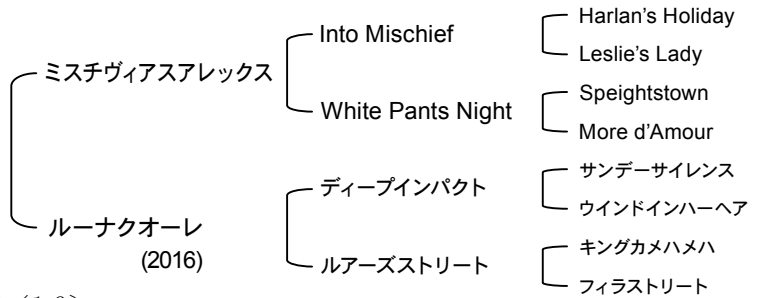 ミスチヴィアスアレックス
Into Mischief
Harlan's Holiday
Leslie's Lady
White Pants Night
Speightstown
More d'Amour
ルーナクオーレ
(2016)
ディープインパクト
サンデーサイレンス
ウインドインハーヘア
ルアーズストリート
キングカメハメハ
フィラストリート